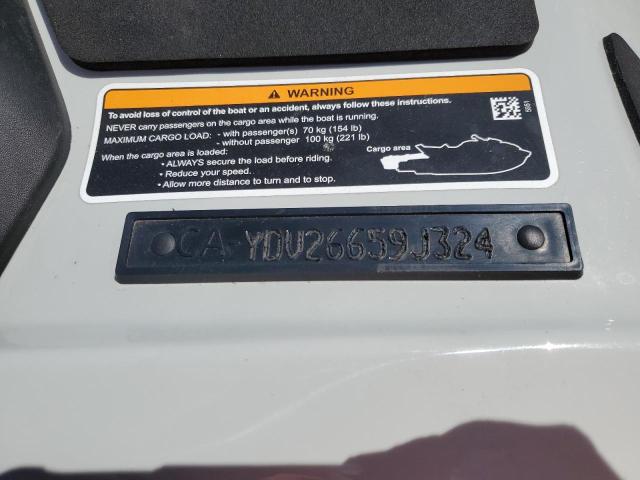 ⚠ WARNING
To avoid loss of control of the boat or an accident, always follow these instructions.
NEVER carry passengers on the cargo area while the boat is running.
MAXIMUM CARGO LOAD: - with passenger(s) 70 kg (154 lb)
- without passenger 100 kg (221 lb)
When the cargo area is loaded:
• ALWAYS secure the load before riding.
• Reduce your speed.
• Allow more distance to turn and to stop.
Cargo area
5051
CA-YDV26659J324